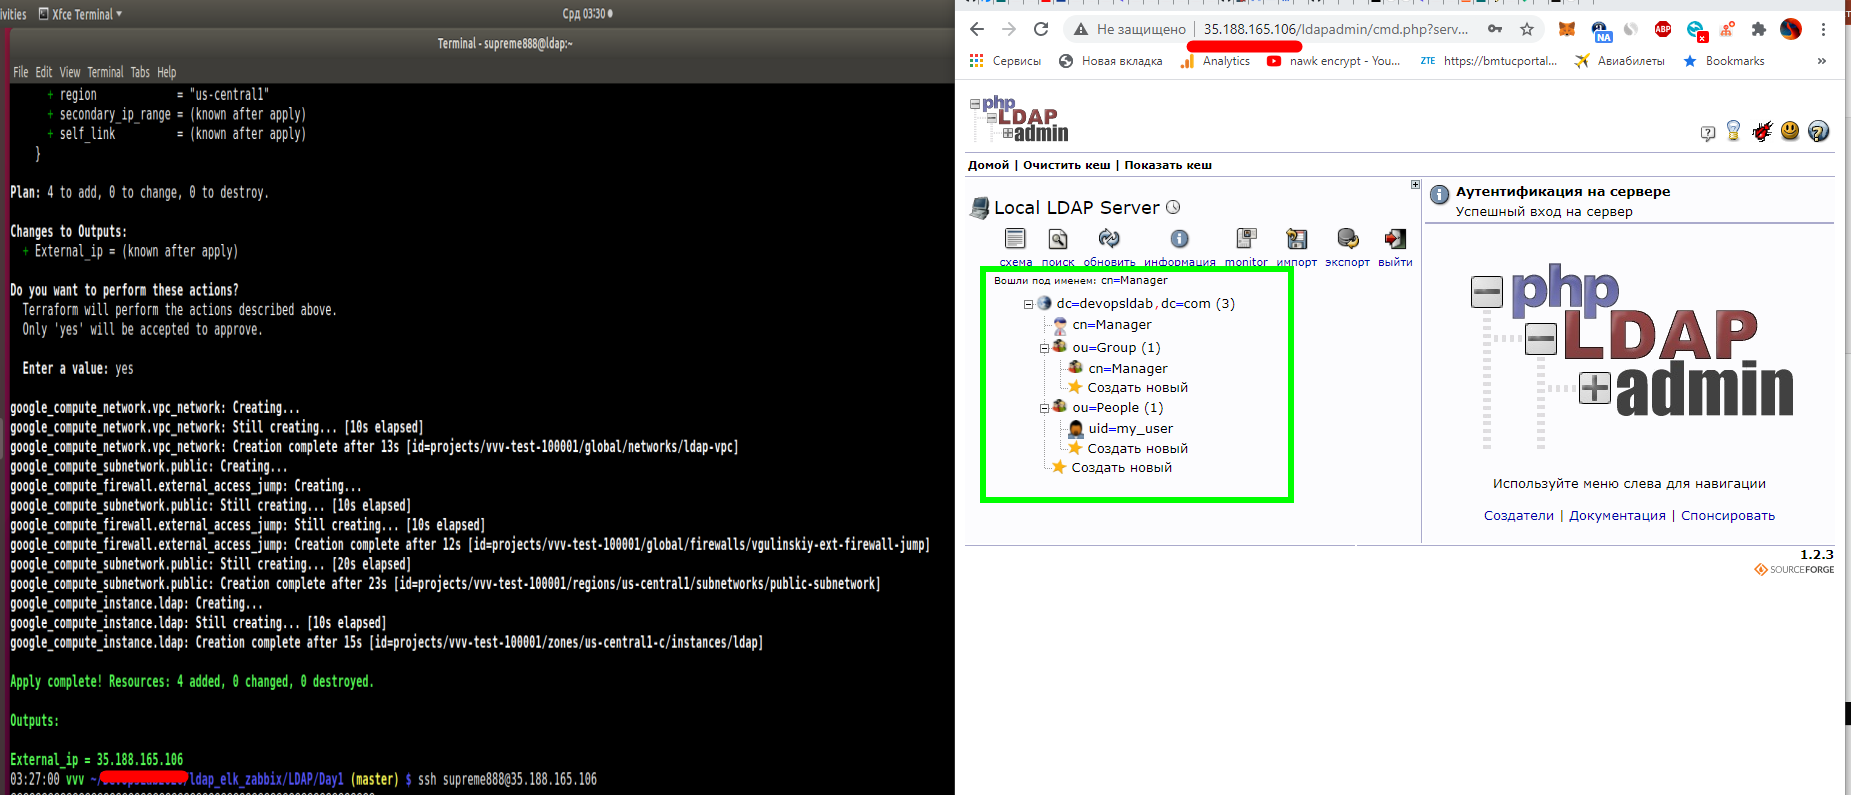 ivities
Xfce Terminal
Срд 03:30
Terminal - supreme888@ldap:~
File Edit View Terminal Tabs Help
+ region = "us-central1"
+ secondary_ip_range = (known after apply)
+ self_link = (known after apply)
}
Plan: 4 to add, 0 to change, 0 to destroy.
Changes to Outputs:
+ External_ip = (known after apply)
Do you want to perform these actions?
Terraform will perform the actions described above.
Only 'yes' will be accepted to approve.
Enter a value: yes
google_compute_network.vpc_network: Creating...
google_compute_network.vpc_network: Still creating... [10s elapsed]
google_compute_network.vpc_network: Creation complete after 13s [id=projects/vvv-test-100001/global/networks/ldap-vpc]
google_compute_subnetwork.public: Creating...
google_compute_firewall.external_access_jump: Creating...
google_compute_subnetwork.public: Still creating... [10s elapsed]
google_compute_firewall.external_access_jump: Still creating... [10s elapsed]
google_compute_firewall.external_access_jump: Creation complete after 12s [id=projects/vvv-test-100001/global/firewalls/vgulinskiy-ext-firewall-jump]
google_compute_subnetwork.public: Still creating... [20s elapsed]
google_compute_subnetwork.public: Creation complete after 23s [id=projects/vvv-test-100001/regions/us-central1/subnetworks/public-subnetwork]
google_compute_instance.ldap: Creating...
google_compute_instance.ldap: Still creating... [10s elapsed]
google_compute_instance.ldap: Creation complete after 15s [id=projects/vvv-test-100001/zones/us-central1-c/instances/ldap]
Apply complete! Resources: 4 added, 0 changed, 0 destroyed.
Outputs:
External_ip = 35.188.165.106
03:27:00 vvv ~/ /ldap_elk_zabbix/LDAP/Day1 (master) $ ssh supreme888@35.188.165.106
Не защищено 35.188.165.106/ldapadmin/cmd.php?serv...
NA
ABP
Сервисы
Новая вкладка
Analytics
nawk encrypt - You...
ZTE https://bmtucportal...
Авиабилеты
Bookmarks
»
php
LDAP
admin
Домой | Очистить кеш | Показать кеш
Local LDAP Server
схема поиск обновить информация monitor импорт экспорт выйти
Вошли под именем: cn=Manager
dc=devopsldab,dc=com (3)
cn=Manager
ou=Group (1)
cn=Manager
Создать новый
ou=People (1)
uid=my_user
Создать новый
Создать новый
Аутентификация на сервере
Успешный вход на сервер
php
LDAP
admin
Используйте меню слева для навигации
Создатели | Документация | Спонсировать
1.2.3
SOURCEFORGE